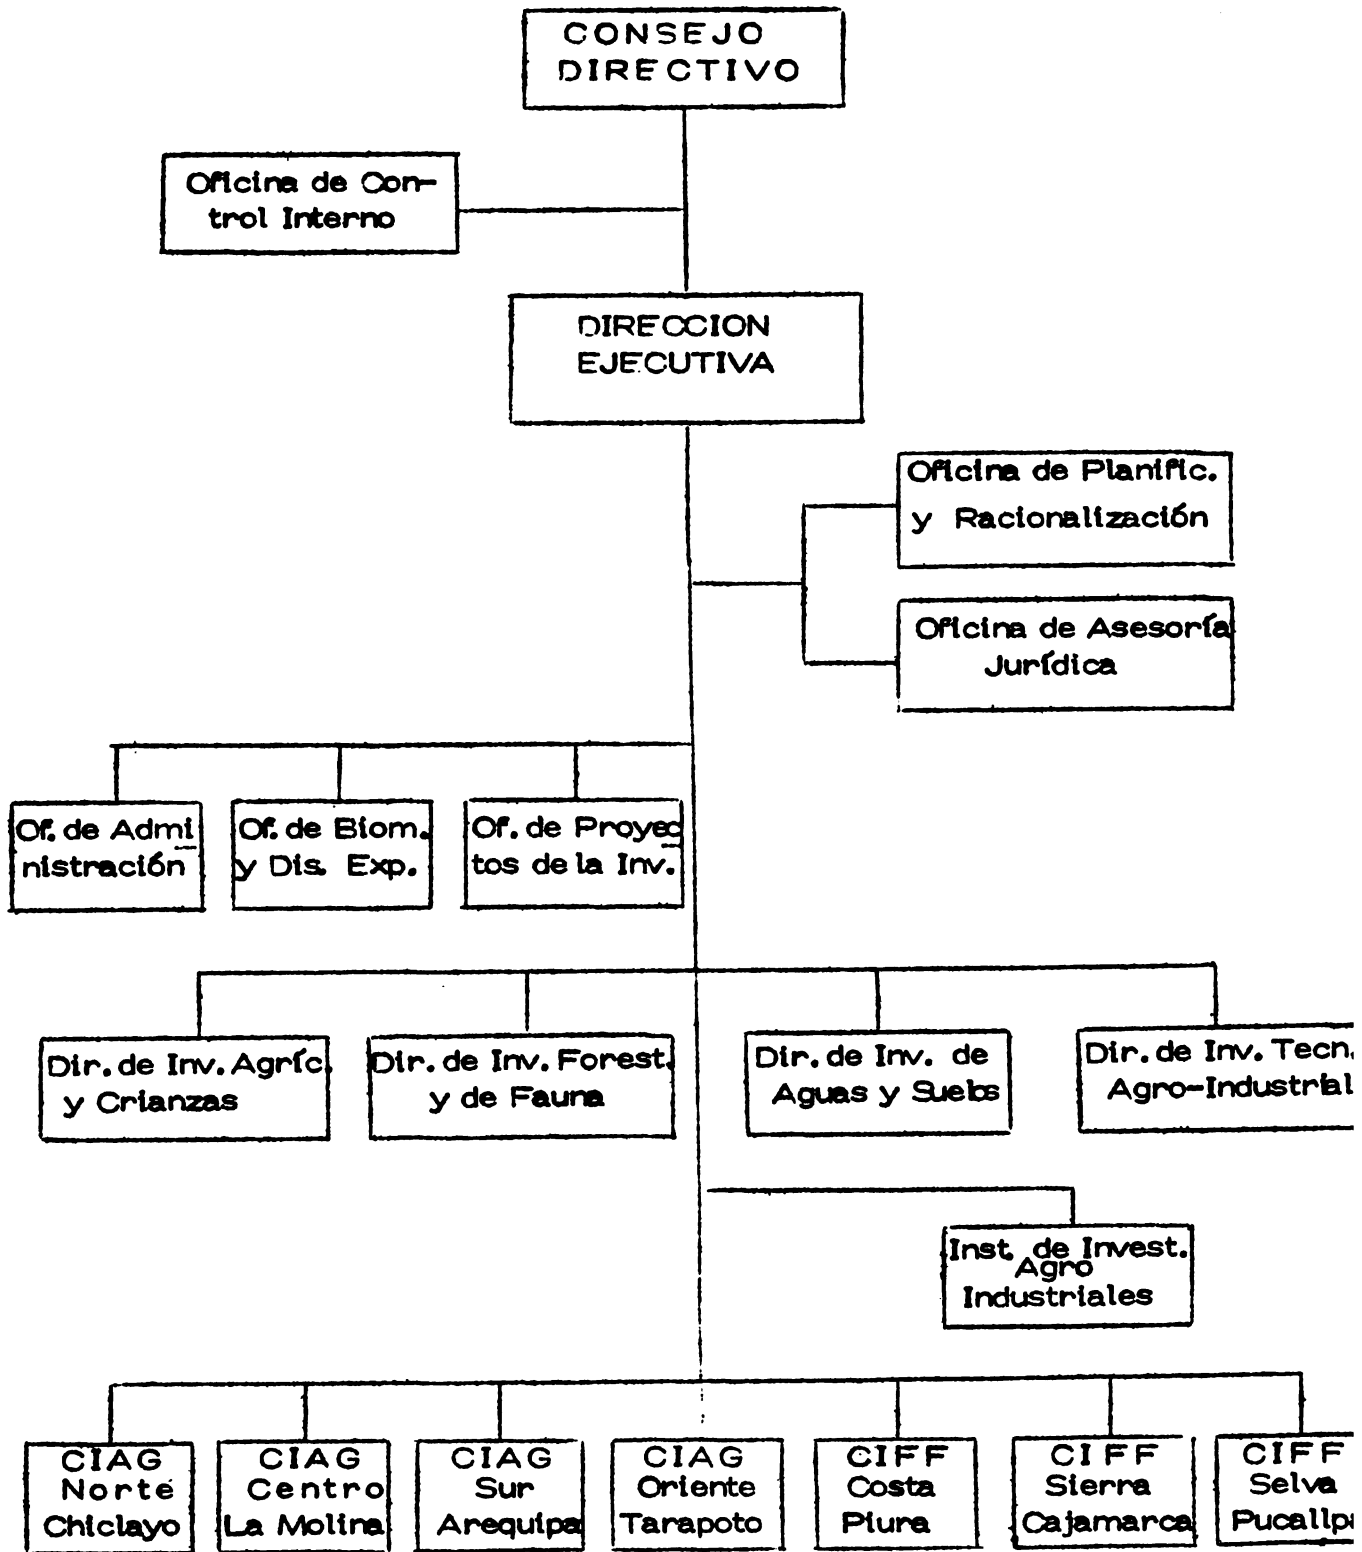 CONSEJO
DIRECTIVO
Oficina de Con-
trol Interno
DIRECCION
EJECUTIVA
Oficina de Planific.
y Racionalización
Oficina de Asesoría
Jurídica
Of. de Admi
nistración
Of. de Biom.
y Dis. Exp.
Of. de Proyec
tos de la Inv.
Dir. de Inv. Agríc.
y Crianzas
Dir. de Inv. Forest.
y de Fauna
Dir. de Inv. de
Aguas y Suelos
Dir. de Inv. Tecn.
Agro-Industrial
Inst. de Invest.
Agro
Industriales
CIAG
Norte
Chiclayo
CIAG
Centro
La Molina
CIAG
Sur
Arequipa
CIAG
Oriente
Tarapoto
CIFF
Costa
Piura
CIFF
Sierra
Cajamarca
CIFF
Selva
Pucallpa